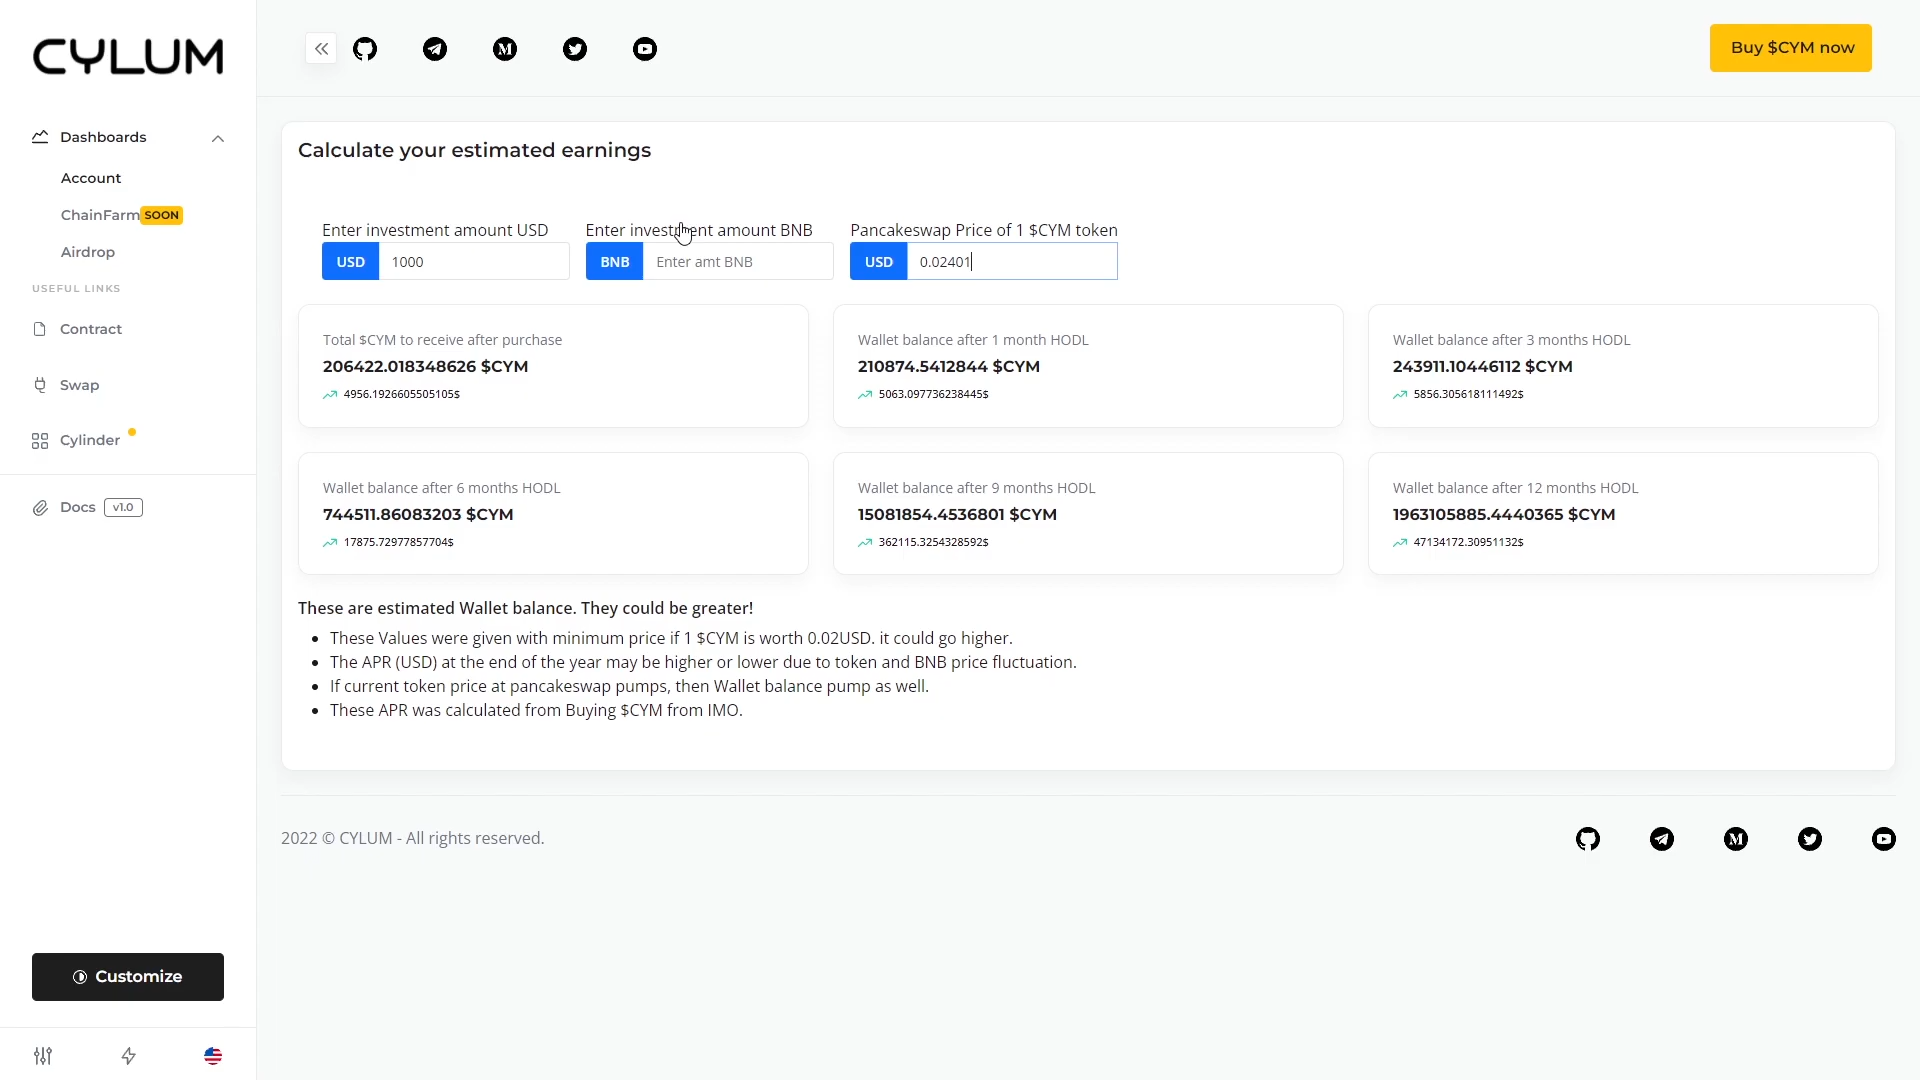 CYLUM
Buy $CYM now
Dashboards
Account
ChainFarm SOON
Airdrop
USEFUL LINKS
Contract
Swap
Cylinder
Docs v1.0
Customize
Calculate your estimated earnings
Enter investment amount USD
USD 1000
Enter investment amount BNB
BNB Enter amt BNB
Pancakeswap Price of 1 $CYM token
USD 0.02401
Total $CYM to receive after purchase
206422.018348626 $CYM
4956.1926605505105$
Wallet balance after 1 month HODL
210874.5412844 $CYM
5063.097736238445$
Wallet balance after 3 months HODL
243911.10446112 $CYM
5856.305618111492$
Wallet balance after 6 months HODL
744511.86083203 $CYM
17875.72977857704$
Wallet balance after 9 months HODL
15081854.4536801 $CYM
362115.3254328592$
Wallet balance after 12 months HODL
1963105885.4440365 $CYM
47134172.30951132$
These are estimated Wallet balance. They could be greater!
These Values were given with minimum price if 1 $CYM is worth 0.02USD. it could go higher.
The APR (USD) at the end of the year may be higher or lower due to token and BNB price fluctuation.
If current token price at pancakeswap pumps, then Wallet balance pump as well.
These APR was calculated from Buying $CYM from IMO.
2022 © CYLUM - All rights reserved.